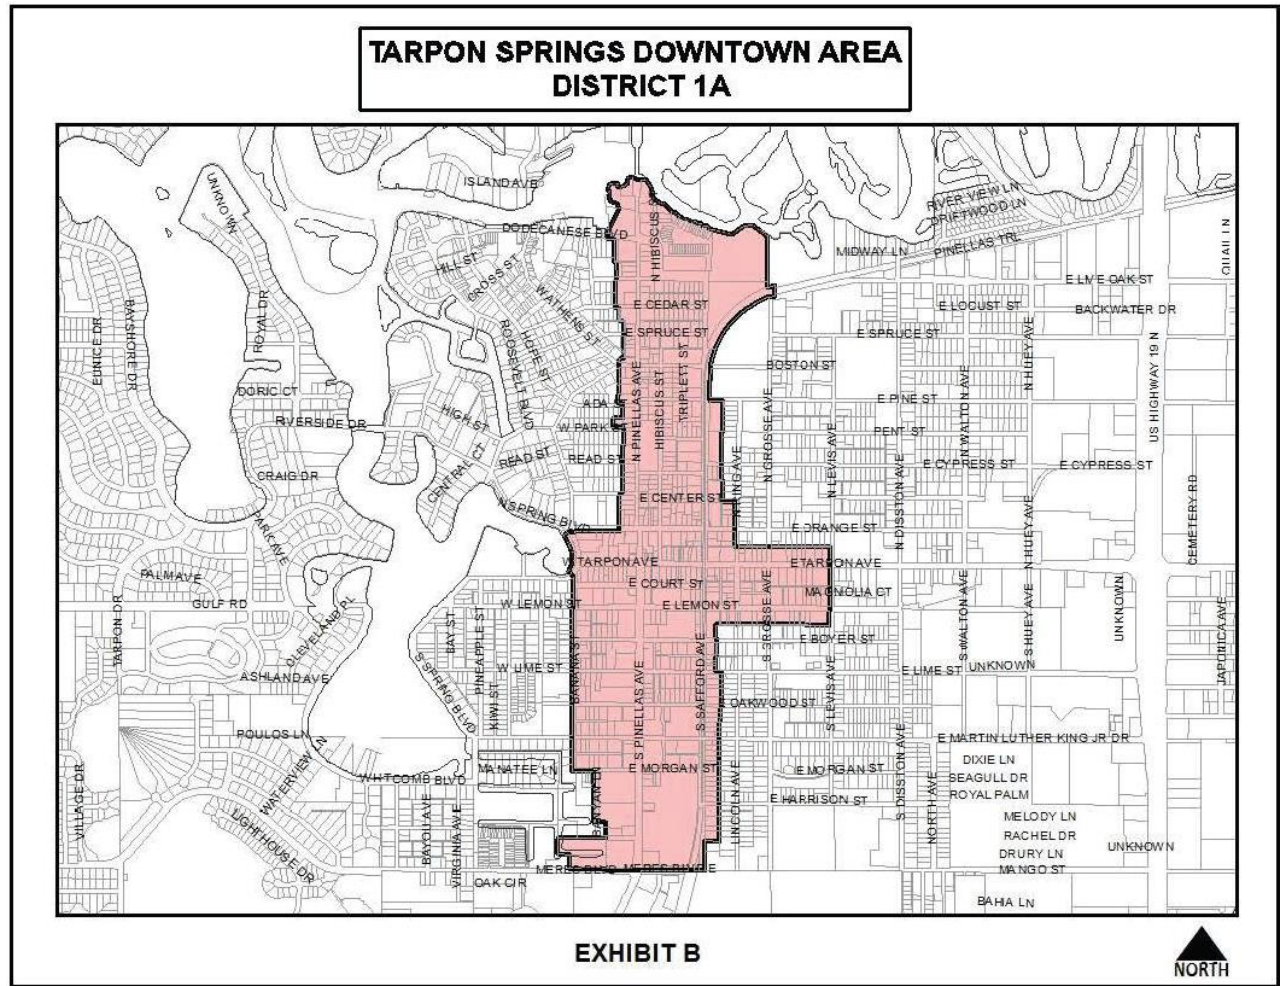 TARPON SPRINGS DOWNTOWN AREA
DISTRICT 1A
ISLAND AVE
UNKNOWN
RIVER VIEW LN
DRIFTWOOD LN
DODECANESE BLVD
N HIBISCUS S
MIDWAY LN
PINELLAS TRL
QUAIL LN
HILL ST
CROSS ST
E LIVE OAK ST
BACKWATER DR
W ATHENS ST
E CEDAR ST
E LOCUST ST
E SPRUCE ST
E SPRUCE ST
EUNICE DR
BAYSHORE DR
ROYAL DR
ROOSEVELT BLVD
HOPE ST
BOSTON ST
N HUEY AVE
US HIGHWAY 19 N
N PINELLAS AVE
HIBISCUS ST
TRIPLETT ST
N GROSSE AVE
N WALTON AVE
DORIC CT
RIVERSIDE DR
HIGH ST
ADA ST
W PARK ST
E PINE ST
PENT ST
CRAIG DR
CENTRAL CT
READ ST
READ ST
N RING AVE
N LEVIS AVE
N DISSTON AVE
E CYPRESS ST
E CYPRESS ST
N SPRING BLVD
E CENTER ST
E ORANGE ST
N HUEY AVE
CEMETERY RD
PARK AVE
W TARPON AVE
E TARPON AVE
PALM AVE
E COURT ST
MAGNOLIA CT
GULF RD
W LEMON ST
E LEMON ST
TARPON DR
CLEVELAND PL
BAY ST
PINEAPPLE ST
S GROSSE AVE
E BOYER ST
S WALTON AVE
S HUEY AVE
UNKNOWN
JAPONICA AVE
ASHLAND AVE
S SPRING BLVD
W LIME ST
BANANA ST
E LIME ST
UNKNOWN
KIWI ST
S PINELLAS AVE
S SAFFORD AVE
E OAKWOOD ST
S LEVIS AVE
POULOS LN
WATERVIEW LN
E MARTIN LUTHER KING JR DR
WHITCOMB BLVD
MANATEE LN
E MORGAN ST
E MORGAN ST
S DISSTON AVE
NORTH AVE
DIXIE LN
SEAGULL DR
ROYAL PALM
VILLAGE DR
LIGHTHOUSE DR
BAYOU AVE
VIRGINIA AVE
BANYAN
LINCOLN AVE
E HARRISON ST
MELODY LN
RACHEL DR
DRURY LN
UNKNOWN
MERES BLVD
MERES BLVD E
MANGO ST
OAK CIR
BAHIA LN
EXHIBIT B
NORTH